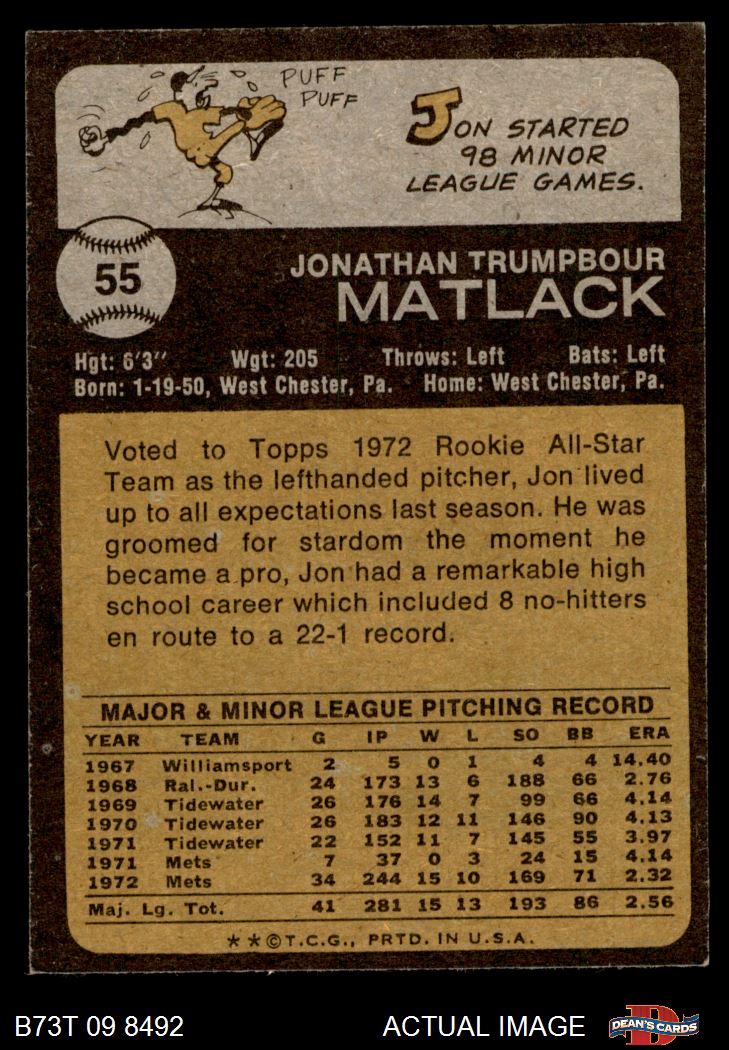 PUFF
PUFF
JON STARTED
98 MINOR
LEAGUE GAMES.
55
JONATHAN TRUMPBOUR
MATLACK
Hgt: 6'3" Wgt: 205 Throws: Left Bats: Left
Born: 1-19-50, West Chester, Pa. Home: West Chester, Pa.
Voted to Topps 1972 Rookie All-Star
Team as the lefthanded pitcher, Jon lived
up to all expectations last season. He was
groomed for stardom the moment he
became a pro, Jon had a remarkable high
school career which included 8 no-hitters
en route to a 22-1 record.
MAJOR & MINOR LEAGUE PITCHING RECORD
YEAR TEAM G IP W L SO BB ERA
1967 Williamsport 2 5 0 1 4 4 14.40
1968 Ral.-Dur. 24 173 13 6 188 66 2.76
1969 Tidewater 26 176 14 7 99 66 4.14
1970 Tidewater 26 183 12 11 146 90 4.13
1971 Tidewater 22 152 11 7 145 55 3.97
1971 Mets 7 37 0 3 24 15 4.14
1972 Mets 34 244 15 10 169 71 2.32
Maj. Lg. Tot. 41 281 15 13 193 86 2.56
**©T.C.G., PRTD. IN U.S.A.
B73T 09 8492 ACTUAL IMAGE DEAN'S CARDS